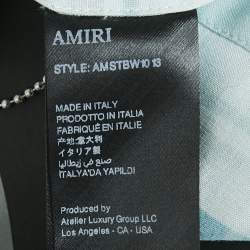 AMIRI
STYLE: AMSTBW1013
MADE IN ITALY
PRODOTTO IN ITALIA
FABRIQUÉ EN ITALIE
产地:意大利
イタリア製
صنع في إيطاليا
ITALYA'DA YAPILDI
Produced by
Atelier Luxury Group LLC
Los Angeles - CA - USA